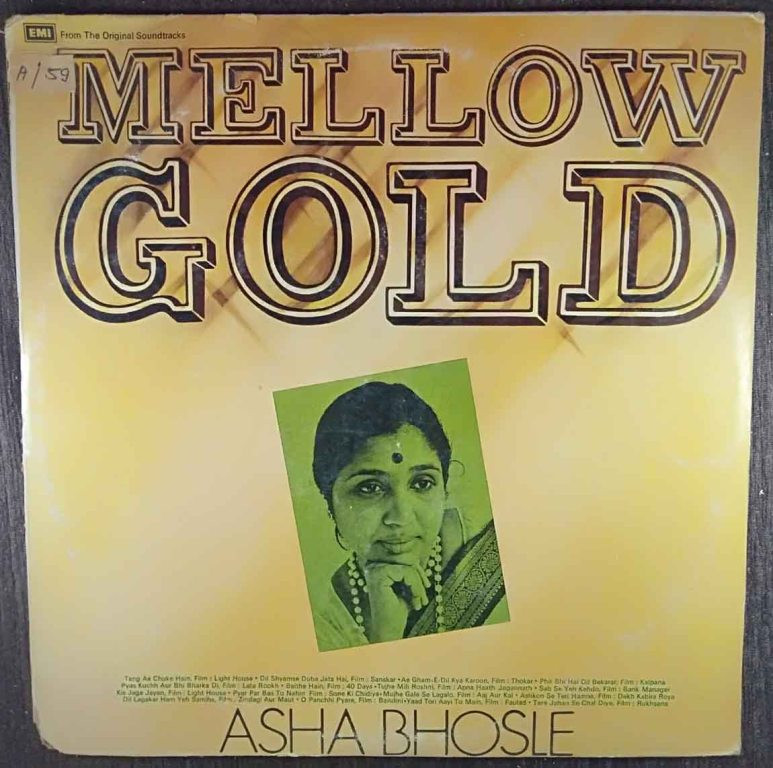 EMI From The Original Soundtracks
A/59
MELLOW
GOLD
Tang Aa Chuke Hain, Film : Light House • Dil Shyamse Duba Jata Hai, Film : Sanskar • Ae Gham-E-Dil Kya Karoon, Film : Thokar • Phir Bhi Hai Dil Bekarar, Film : Kalpana
Pyas Kuchh Aur Bhi Bharka Di, Film : Lala Rookh • Baithe Hain, Film : 40 Days • Tujhe Mili Roshni, Film : Apna Haath Jagannath • Sab Se Yeh Kehdo, Film : Bank Manager
Kis Jaga Jayen, Film : Light House • Pyar Par Bas To Nahin Film : Sone Ki Chidiya • Mujhe Gale Se Lagalo, Film : Aaj Aur Kal • Ashkon Se Teri Hamne, Film : Dekh Kabira Roya
Dil Lagakar Ham Yeh Samjhe, Film : Zindagi Aur Maut • O Panchhi Pyare, Film : Bandini • Yaad Ton Aayi To Main, Film : Faulad • Tere Jahan Se Chal Diye, Film : Rukhsana
ASHA BHOSLE